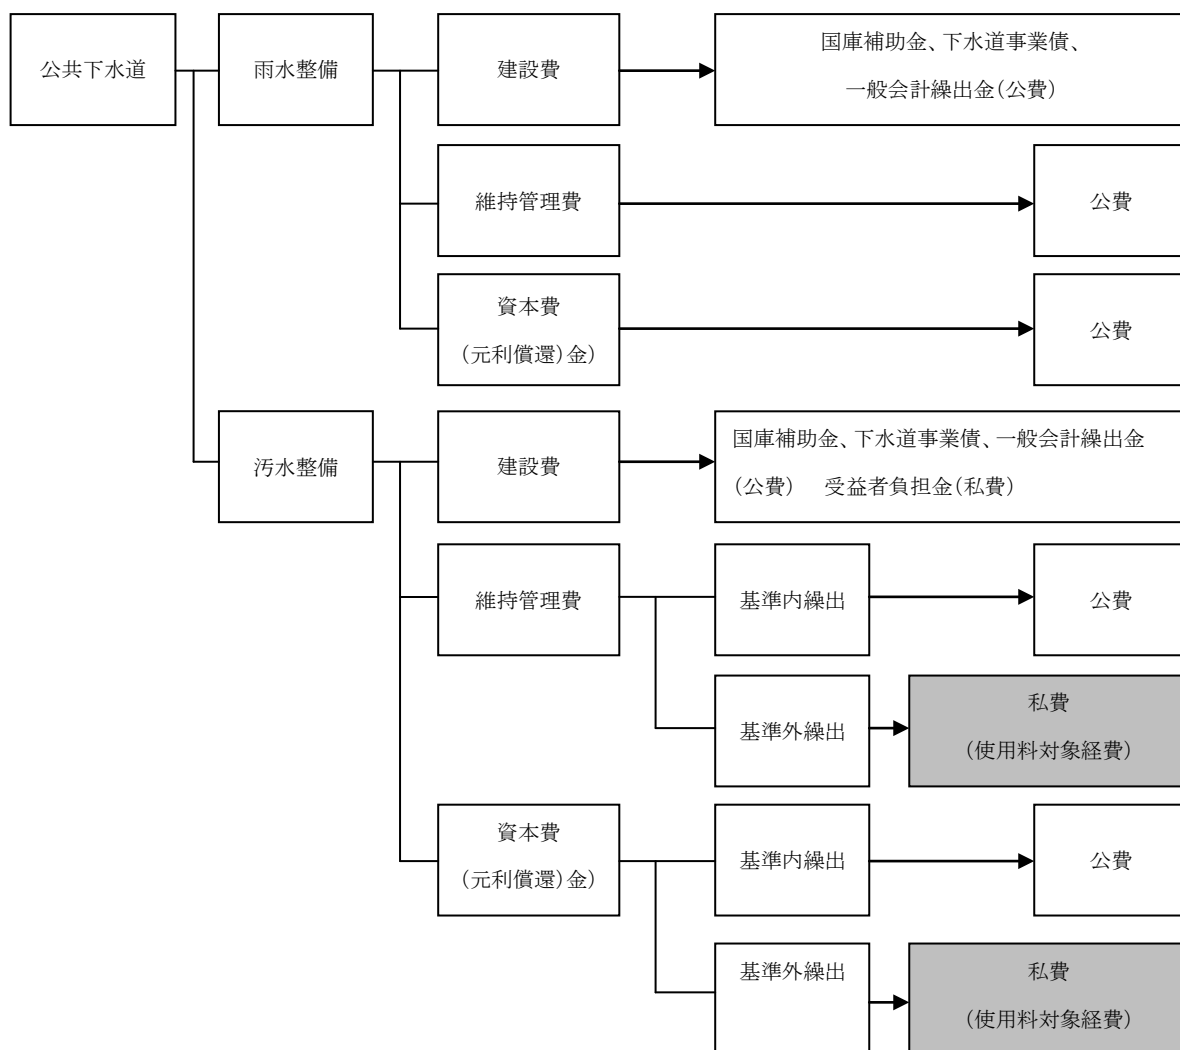 公共下水道
雨水整備
建設費
国庫補助金、下水道事業債、
一般会計繰出金(公費)
維持管理費
公費
資本費
(元利償還)金)
公費
汚水整備
建設費
国庫補助金、下水道事業債、一般会計繰出金
(公費)　受益者負担金(私費)
維持管理費
基準内繰出
公費
基準外繰出
私費
(使用料対象経費)
資本費
(元利償還)金)
基準内繰出
公費
基準外繰出
私費
(使用料対象経費)